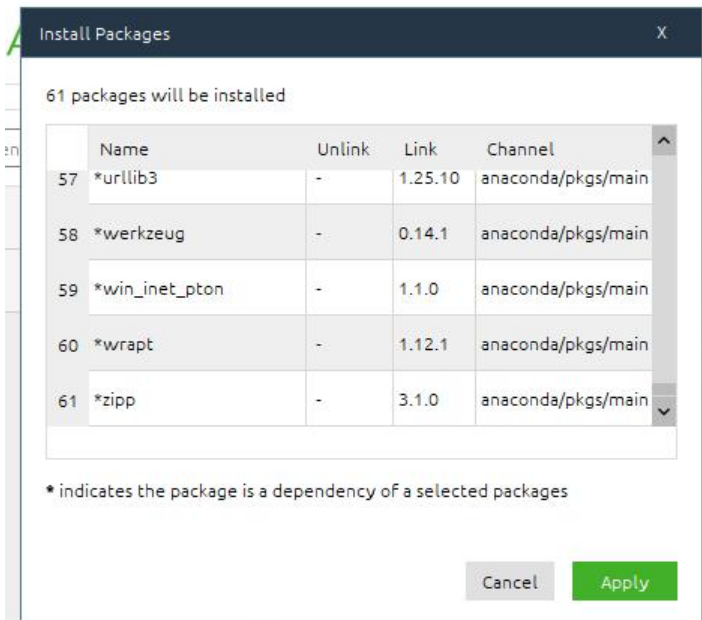 A
Install Packages X
61 packages will be installed
en
Name Unlink Link Channel
57 *urllib3 - 1.25.10 anaconda/pkgs/main
58 *werkzeug - 0.14.1 anaconda/pkgs/main
59 *win_inet_pton - 1.1.0 anaconda/pkgs/main
60 *wrapt - 1.12.1 anaconda/pkgs/main
61 *zipp - 3.1.0 anaconda/pkgs/main
* indicates the package is a dependency of a selected packages
Cancel Apply